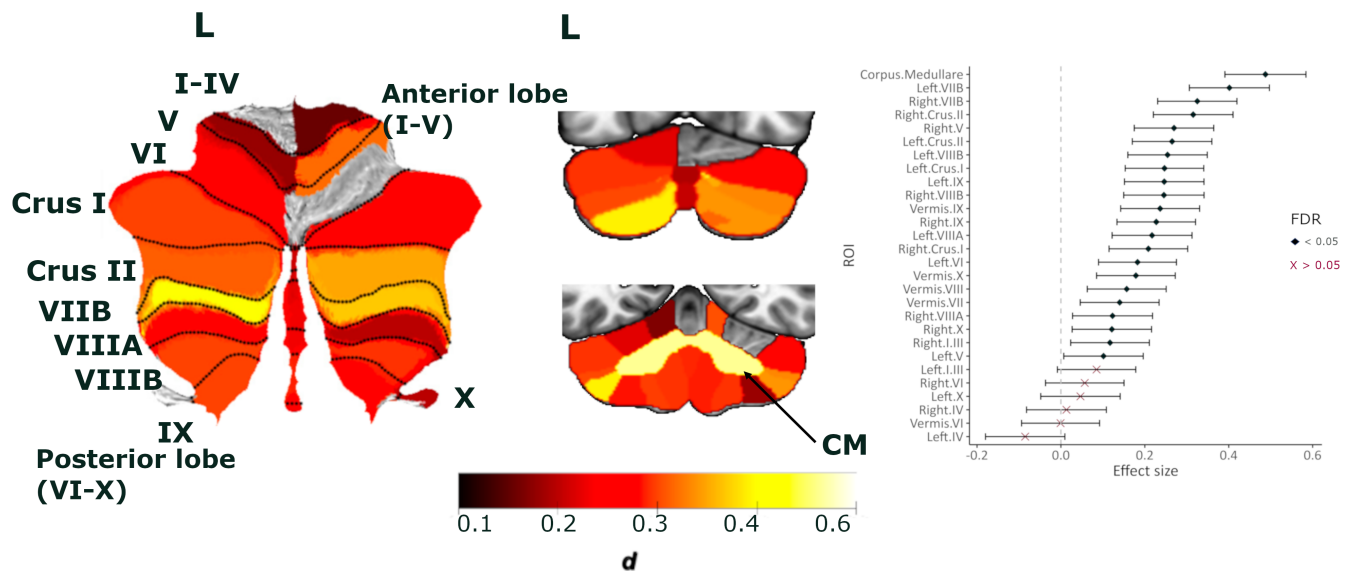 L
I-IV
V
VI
Crus I
Crus II
VIIB
VIIIA
VIIIB
IX
Posterior lobe
(VI-X)
Anterior lobe
(I-V)
X
L
CM
0.1 0.2 0.3 0.4 0.6
d
ROI
Corpus.Medullare
Left.VIIB
Right.VIIB
Right.Crus.II
Right.V
Left.Crus.II
Left.VIIIB
Left.Crus.I
Left.IX
Right.VIIIB
Vermis.IX
Right.IX
Left.VIIIA
Right.Crus.I
Left.VI
Vermis.X
Vermis.VIII
Vermis.VII
Right.VIIIA
Right.X
Right.I.III
Left.V
Left.I.III
Right.VI
Left.X
Right.IV
Vermis.VI
Left.IV
-0.2 0.0 0.2 0.4 0.6
Effect size
FDR
< 0.05
> 0.05